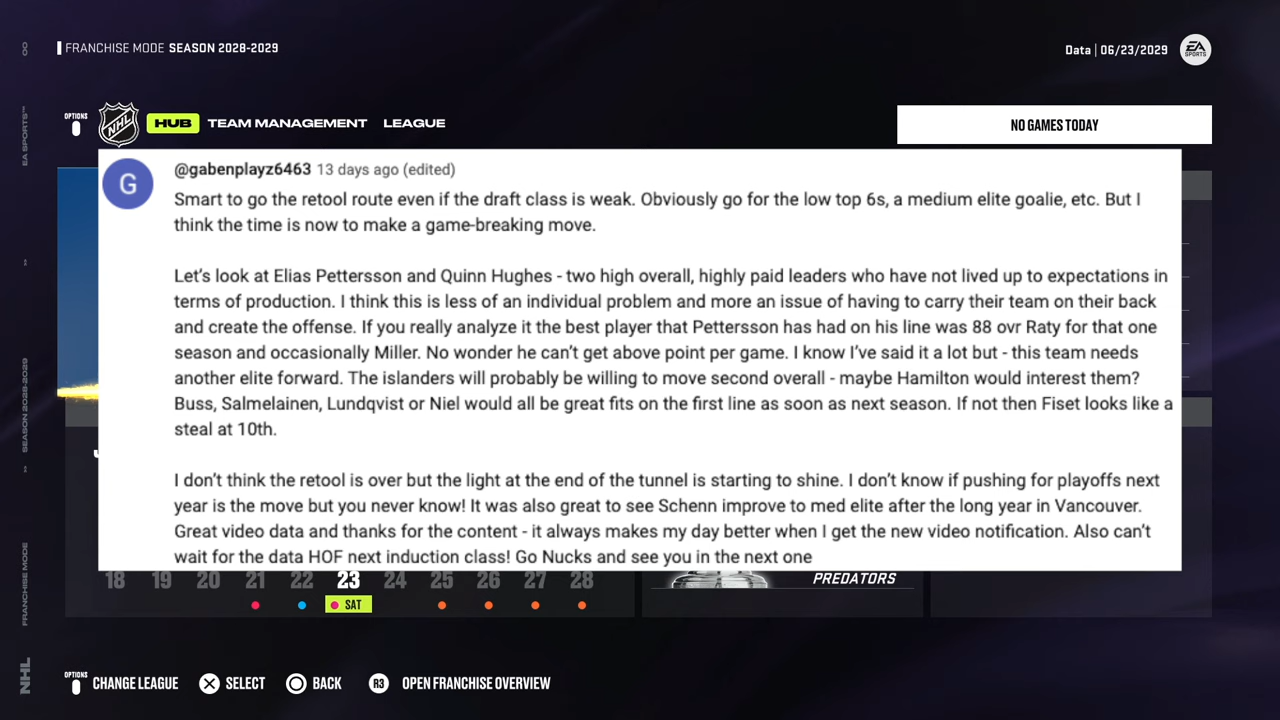 FRANCHISE MODE SEASON 2028-2029
Data | 06/23/2029
EA SPORTS
OPTIONS
NHL
HUB
TEAM MANAGEMENT
LEAGUE
NO GAMES TODAY
G
@gabenplayz6463 13 days ago (edited)
Smart to go the retool route even if the draft class is weak. Obviously go for the low top 6s, a medium elite goalie, etc. But I
think the time is now to make a game-breaking move.
Let's look at Elias Pettersson and Quinn Hughes - two high overall, highly paid leaders who have not lived up to expectations in
terms of production. I think this is less of an individual problem and more an issue of having to carry their team on their back
and create the offense. If you really analyze it the best player that Pettersson has had on his line was 88 ovr Raty for that one
season and occasionally Miller. No wonder he can't get above point per game. I know I've said it a lot but - this team needs
another elite forward. The islanders will probably be willing to move second overall - maybe Hamilton would interest them?
Buss, Salmelainen, Lundqvist or Niel would all be great fits on the first line as soon as next season. If not then Fiset looks like a
steal at 10th.
I don't think the retool is over but the light at the end of the tunnel is starting to shine. I don't know if pushing for playoffs next
year is the move but you never know! It was also great to see Schenn improve to med elite after the long year in Vancouver.
Great video data and thanks for the content - it always makes my day better when I get the new video notification. Also can't
wait for the data HOF next induction class! Go Nucks and see you in the next one
18 19 20 21 22 23 24 25 26 27 28
SAT
PREDATORS
OPTIONS
CHANGE LEAGUE
SELECT
BACK
R3
OPEN FRANCHISE OVERVIEW
EA SPORTS™
SEASON 2028-2029
FRANCHISE MODE
NHL